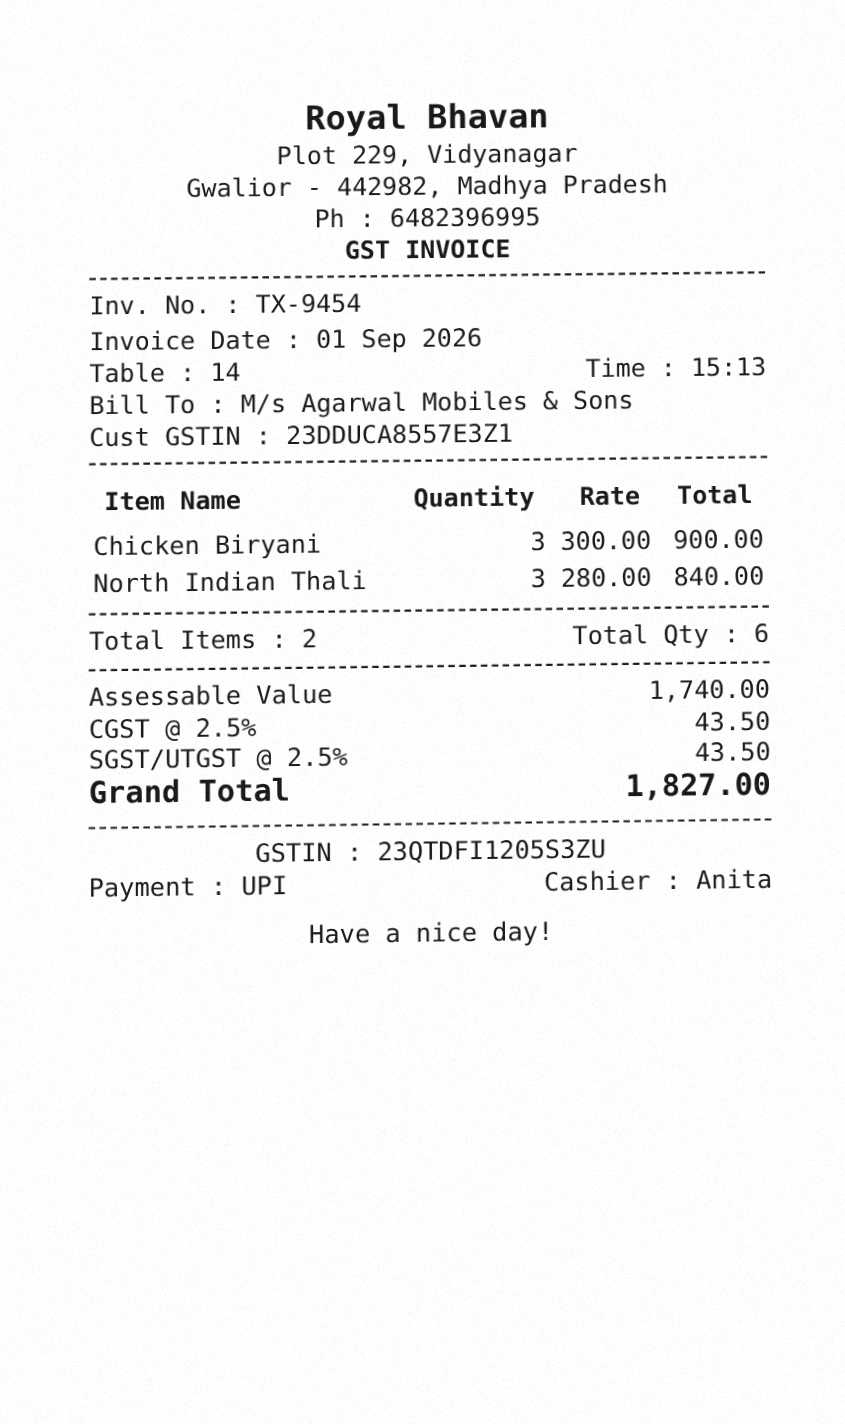 Royal Bhavan
Plot 229, Vidyanagar
Gwalior - 442982, Madhya Pradesh
Ph : 6482396995
GST INVOICE
Inv. No. : TX-9454
Invoice Date : 01 Sep 2026
Table : 14 Time : 15:13
Bill To : M/s Agarwal Mobiles & Sons
Cust GSTIN : 23DDUCA8557E3Z1
Item Name Quantity Rate Total
Chicken Biryani 3 300.00 900.00
North Indian Thali 3 280.00 840.00
Total Items : 2 Total Qty : 6
Assessable Value 1,740.00
CGST @ 2.5% 43.50
SGST/UTGST @ 2.5% 43.50
Grand Total 1,827.00
GSTIN : 23QTDFI1205S3ZU
Payment : UPI Cashier : Anita
Have a nice day!